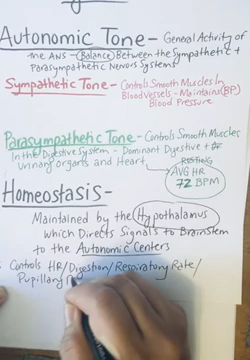 Autonomic Tone - General Activity of
the ANS - Balance Between the Sympathetic +
Parasympathetic Nervous Systems
Sympathetic Tone - Controls Smooth Muscles In
Blood Vessels - Maintains (BP)
Blood Pressure
Parasympathetic Tone - Controls Smooth Muscles
In the Digestive System - Dominant Digestive +
Urinary Organs and Heart
Resting
AVG HR
72 BPM
Homeostasis-
Maintained by the Hypothalamus
which Directs Signals to Brainstem
to the Autonomic Centers
Controls HR/Digestion/Respiratory Rate/
Pupillary